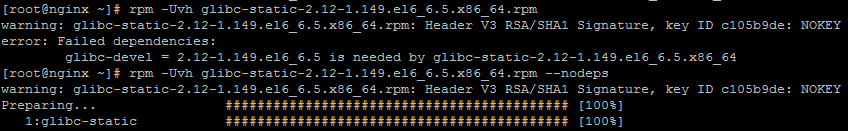 [root@nginx ~]# rpm -Uvh glibc-static-2.12-1.149.el6_6.5.x86_64.rpm
warning: glibc-static-2.12-1.149.el6_6.5.x86_64.rpm: Header V3 RSA/SHA1 Signature, key ID c105b9de: NOKEY
error: Failed dependencies:
        glibc-devel = 2.12-1.149.el6_6.5 is needed by glibc-static-2.12-1.149.el6_6.5.x86_64
[root@nginx ~]# rpm -Uvh glibc-static-2.12-1.149.el6_6.5.x86_64.rpm --nodeps
warning: glibc-static-2.12-1.149.el6_6.5.x86_64.rpm: Header V3 RSA/SHA1 Signature, key ID c105b9de: NOKEY
Preparing...                ########################################### [100%]
   1:glibc-static           ########################################### [100%]